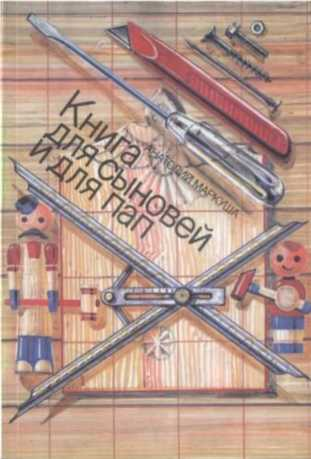 Анатолий Маркуша
Книга
для сыновей
и для пап